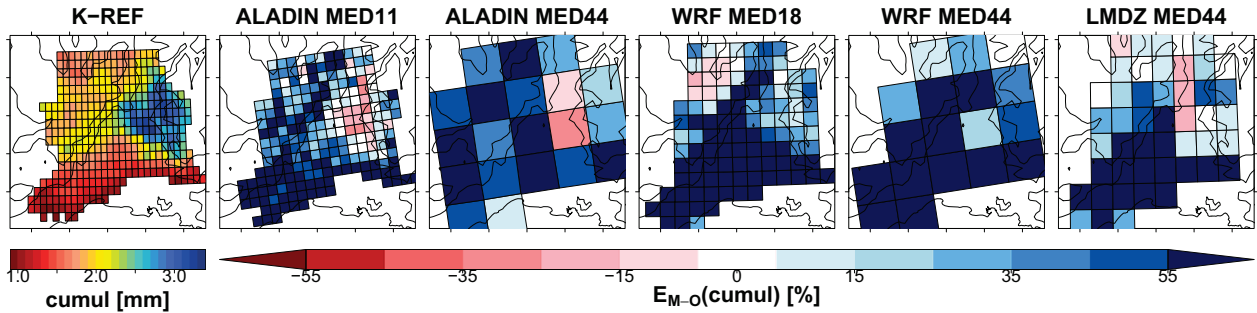 K−REF ALADIN MED11 ALADIN MED44 WRF MED18 WRF MED44 LMDZ MED44
1.0 2.0 3.0
cumul [mm]
−55 −35 −15 0 15 35 55
E_M−O(cumul) [%]